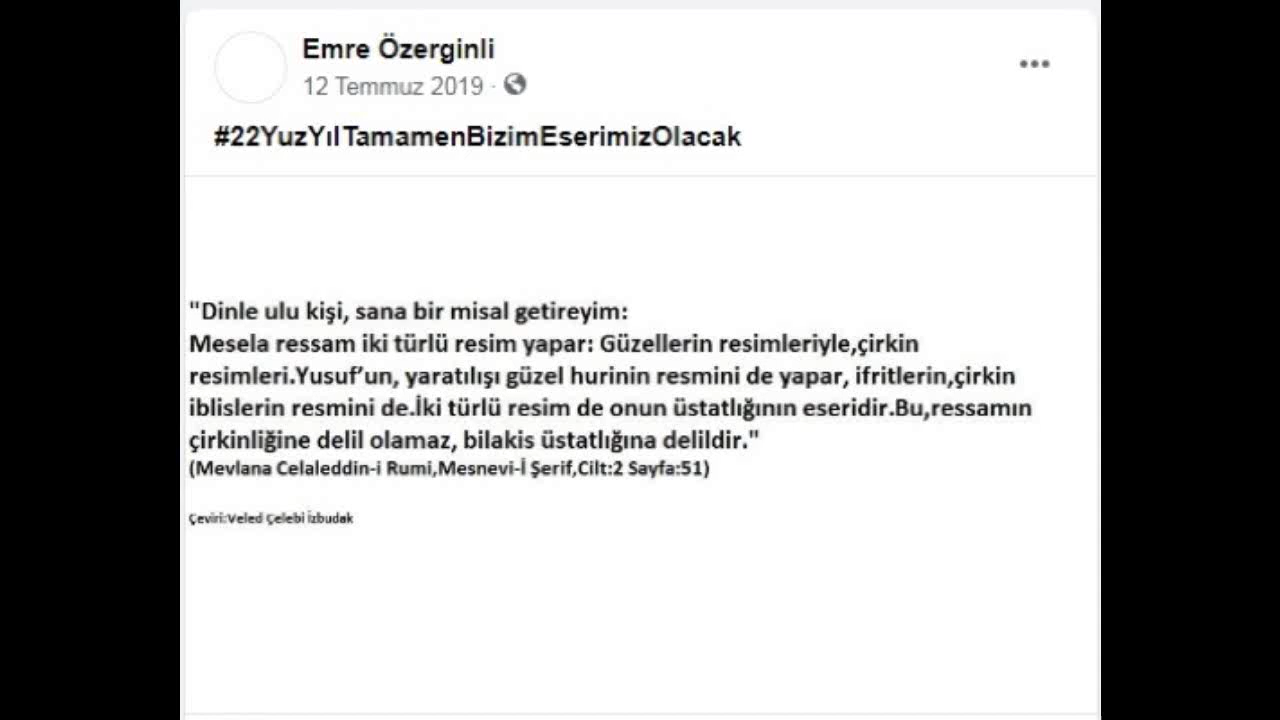 Emre Özerginli
12 Temmuz 2019 ·
#22YuzYılTamamenBizimEserimizOlacak
"Dinle ulu kişi, sana bir misal getireyim:
Mesela ressam iki türlü resim yapar: Güzellerin resimleriyle,çirkin
resimleri.Yusuf'un, yaratılışı güzel hurinin resmini de yapar, ifritlerin,çirkin
iblislerin resmini de.İki türlü resim de onun üstatlığının eseridir.Bu,ressamın
çirkinliğine delil olamaz, bilakis üstatlığına delildir."
(Mevlana Celaleddin-i Rumi,Mesnevi-İ Şerif,Cilt:2 Sayfa:51)
Çeviri:Veled Çelebi İzbudak